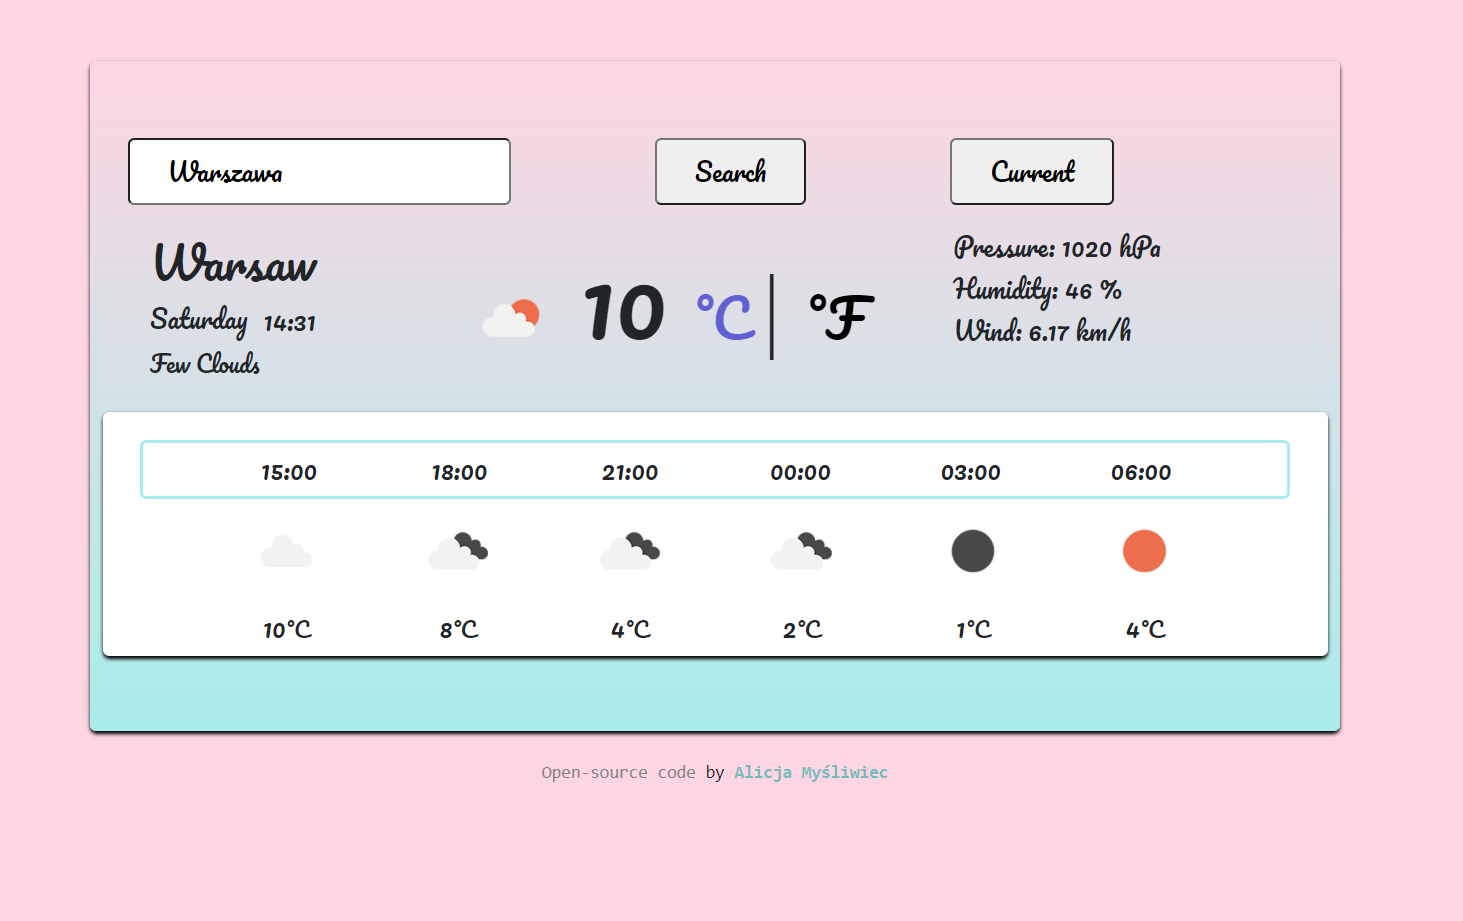 Warszawa
Search
Current
Warsaw
Saturday 14:31
Few Clouds
10 °C | °F
Pressure: 1020 hPa
Humidity: 46 %
Wind: 6.17 km/h
15:00 18:00 21:00 00:00 03:00 06:00
10°C 8°C 4°C 2°C 1°C 4°C
Open-source code by Alicja Myśliwiec